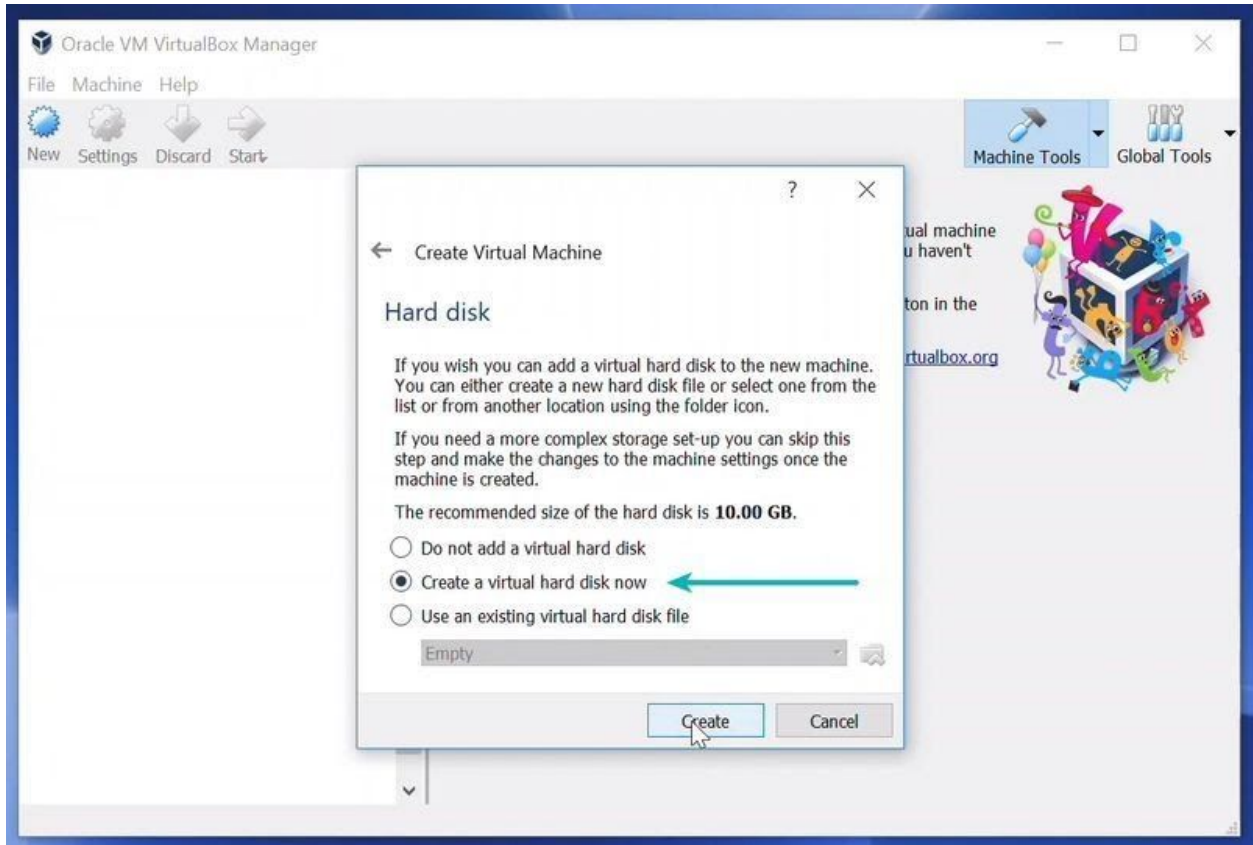 Oracle VM VirtualBox Manager
File Machine Help
New Settings Discard Start
Machine Tools
Global Tools
ual machine
u haven't
ton in the
rtualbox.org
?
Create Virtual Machine
Hard disk
If you wish you can add a virtual hard disk to the new machine.
You can either create a new hard disk file or select one from the
list or from another location using the folder icon.
If you need a more complex storage set-up you can skip this
step and make the changes to the machine settings once the
machine is created.
The recommended size of the hard disk is 10.00 GB.
Do not add a virtual hard disk
Create a virtual hard disk now
Use an existing virtual hard disk file
Empty
Create Cancel